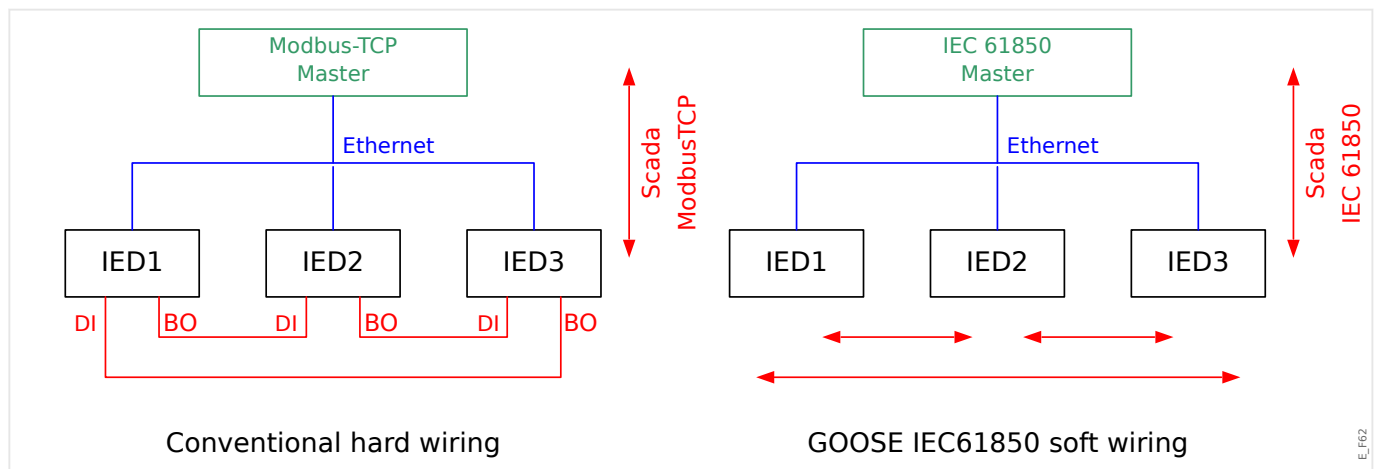 Modbus-TCP
Master
Ethernet
Scada
ModbusTCP
IED1
IED2
IED3
DI
BO
DI
BO
DI
BO
Conventional hard wiring
IEC 61850
Master
Ethernet
Scada
IEC 61850
IED1
IED2
IED3
GOOSE IEC61850 soft wiring
E_F62